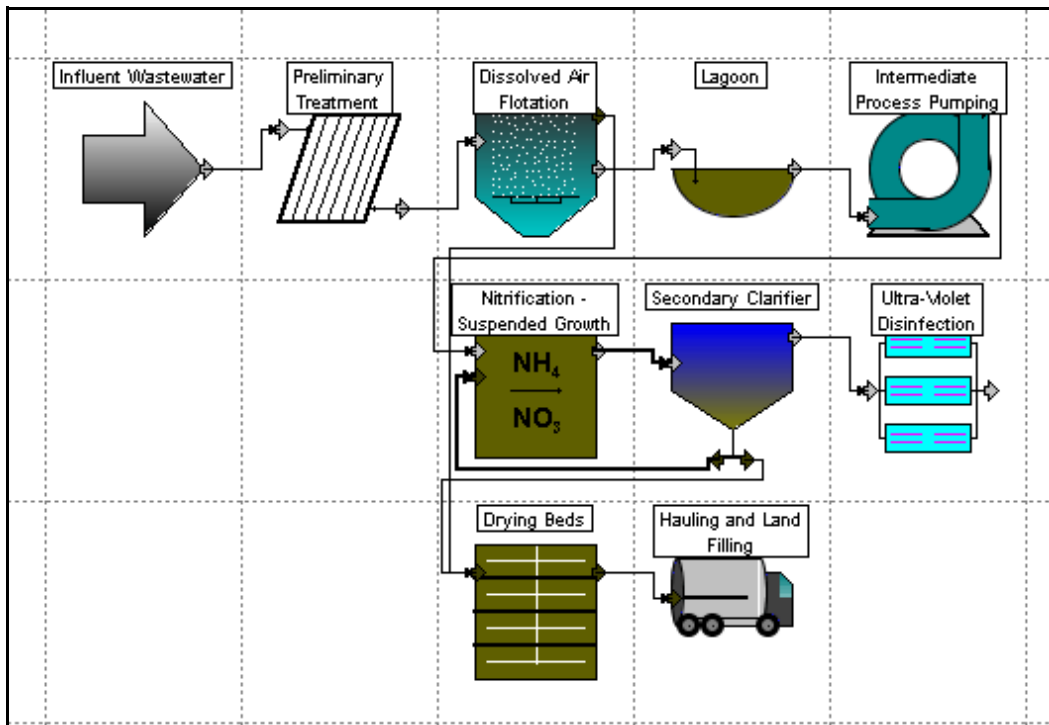 Influent Wastewater
Preliminary
Treatment
Dissolved Air
Flotation
Lagoon
Intermediate
Process Pumping
Nitrification -
Suspended Growth
NH4
NO3
Secondary Clarifier
Ultra-Violet
Disinfection
Drying Beds
Hauling and Land
Filling